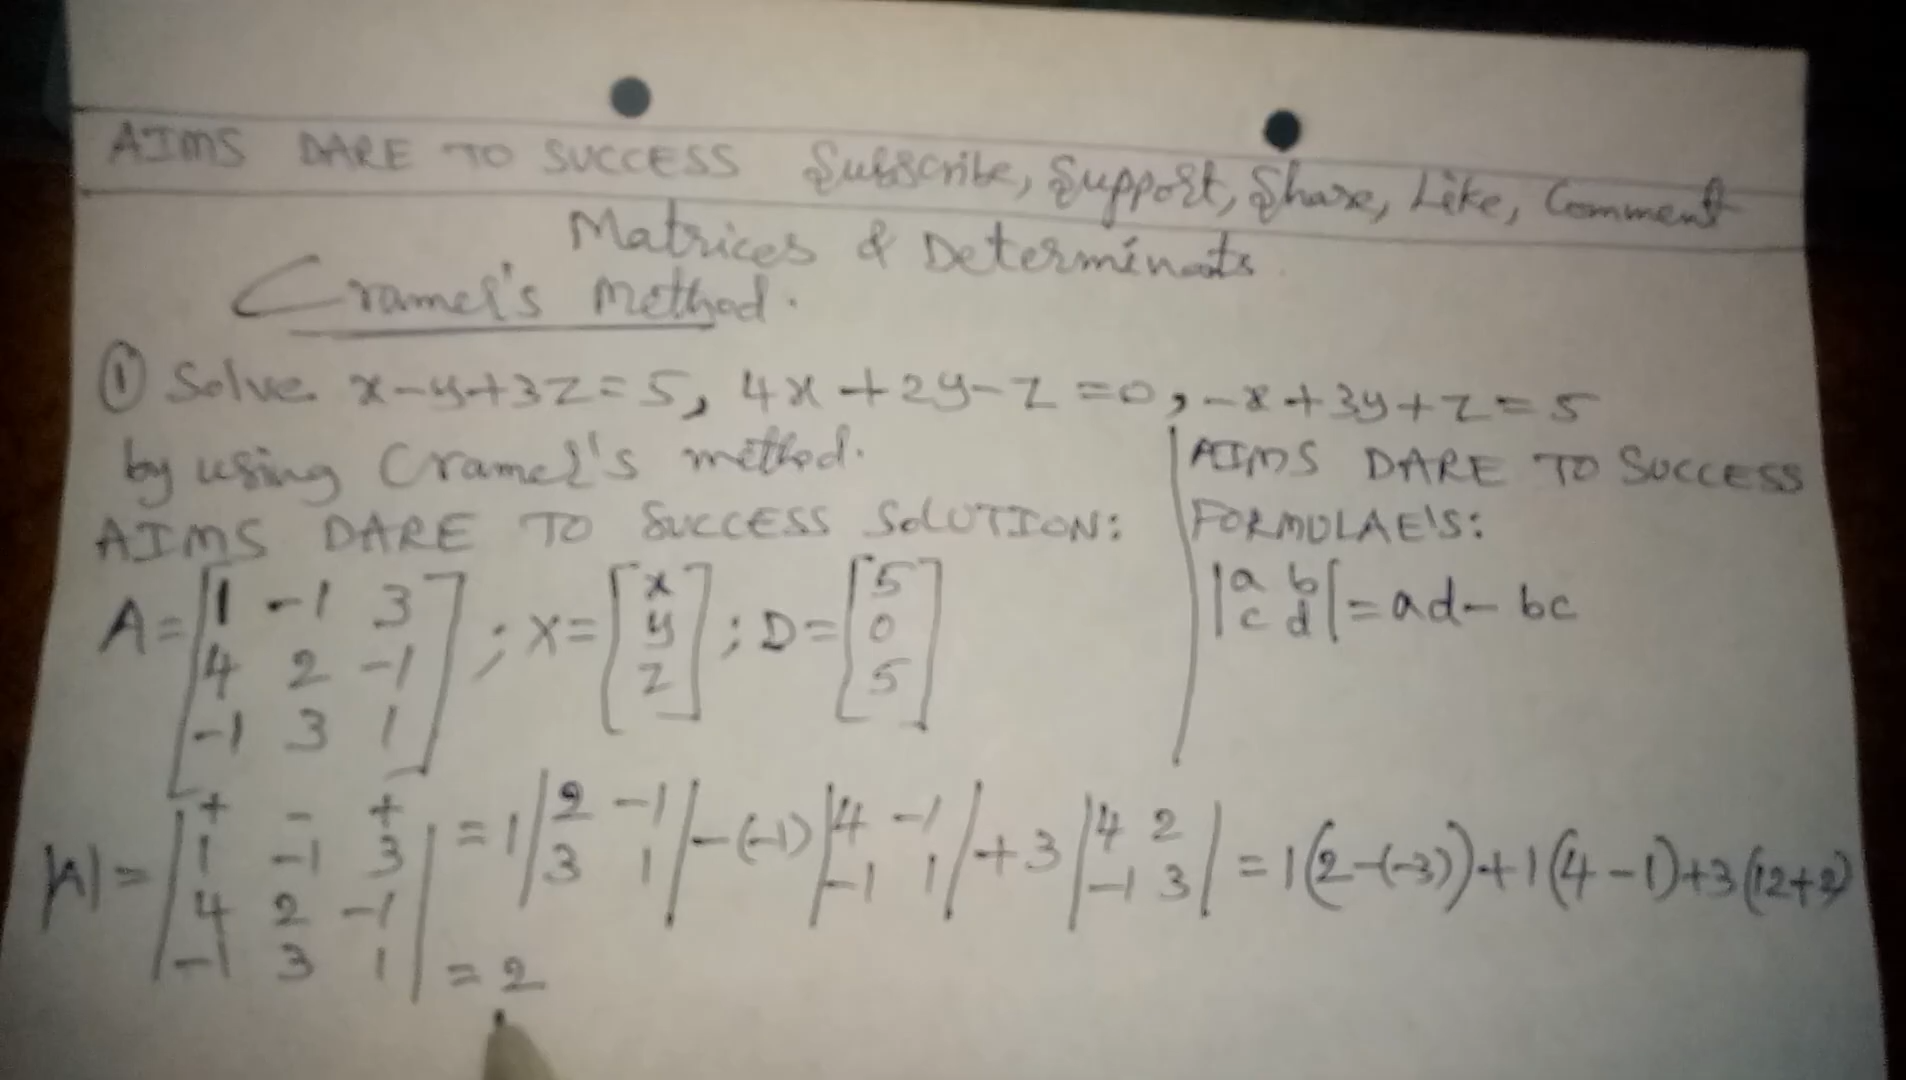 AIMS DARE TO SUCCESS Subscribe, Support, Share, Like, Comment
Matrices & Determinats.
Cramer's Method.
① Solve x-y+3z=5, 4x+2y-z=0, -x+3y+z=5
by using Cramer's method.
AIMS DARE TO SUCCESS SOLUTION:
A=[1 -1 3; X=[x; D=[5
4 2 -1 y 0
-1 3 1] z] 5]
AIMS DARE TO SUCCESS
FORMULAE'S:
|a b
c d|=ad-bc
+ - +
|A|=|1 -1 3 =1|2 -1 -(-1)|4 -1 +3|4 2 =1(2-(-3))+1(4-1)+3(12+2)
4 2 -1 3 1| -1 1| -1 3|
-1 3 1| =2